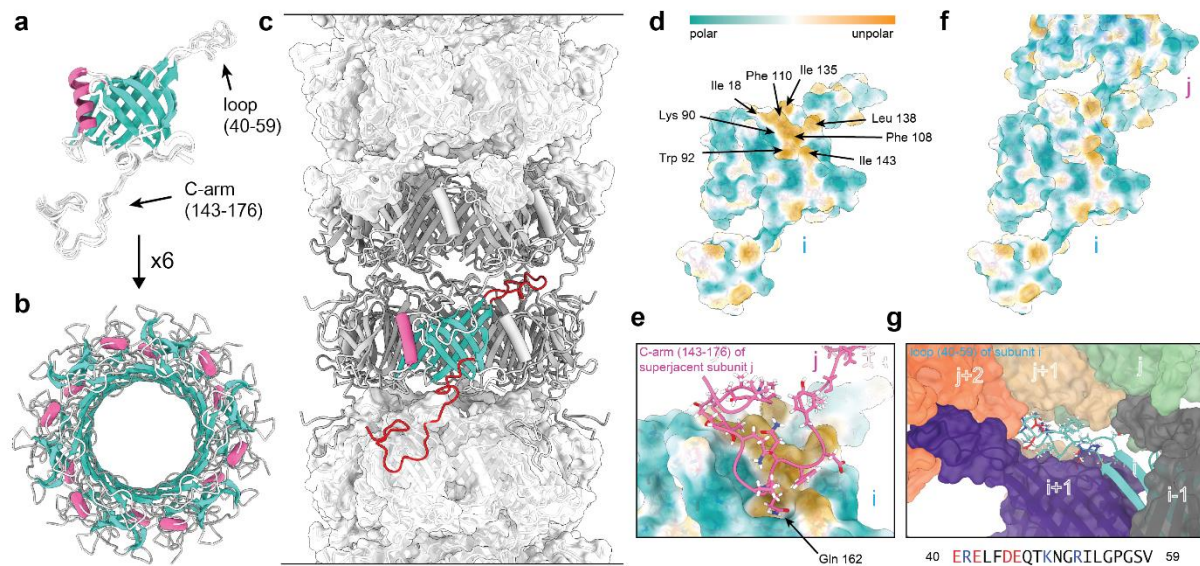 a
loop
(40-59)
C-arm
(143-176)
x6
b
c
d
polar
unpolar
Phe 110
Ile 135
Ile 18
Lys 90
Leu 138
Phe 108
Trp 92
Ile 143
i
e
C-arm (143-176) of
superjacent subunit j
j
i
Gln 162
f
j
i
g
loop (40-59) of subunit i
j+2
j+1
j
i+1
i
i-1
40 ERELFDEQTKNGRILGPGSV 59